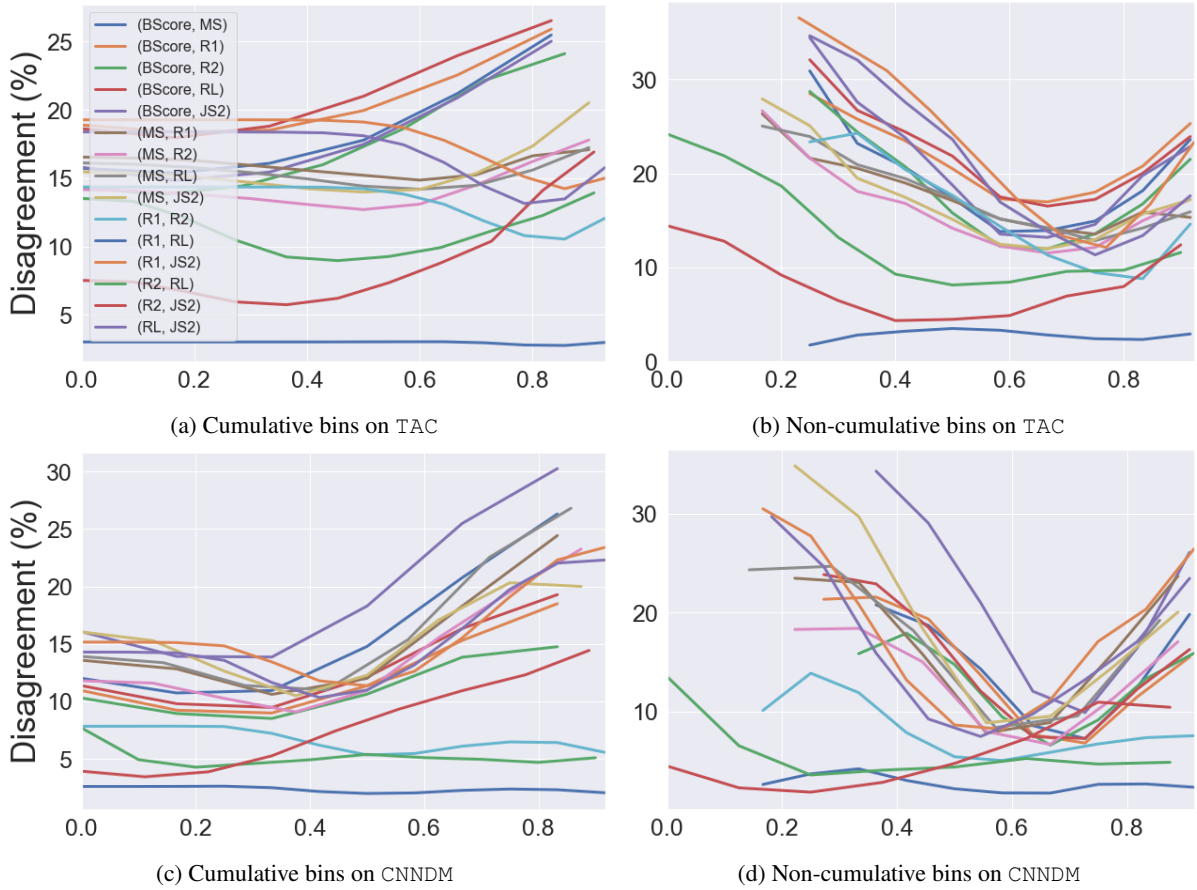 Disagreement (%)
25
20
15
10
5
0.0 0.2 0.4 0.6 0.8
(BScore, MS)
(BScore, R1)
(BScore, R2)
(BScore, RL)
(BScore, JS2)
(MS, R1)
(MS, R2)
(MS, RL)
(MS, JS2)
(R1, R2)
(R1, RL)
(R1, JS2)
(R2, RL)
(R2, JS2)
(RL, JS2)
30
20
10
0
0.0 0.2 0.4 0.6 0.8
(a) Cumulative bins on TAC
(b) Non-cumulative bins on TAC
Disagreement (%)
30
25
20
15
10
5
0.0 0.2 0.4 0.6 0.8
30
20
10
0.0 0.2 0.4 0.6 0.8
(c) Cumulative bins on CNNDM
(d) Non-cumulative bins on CNNDM